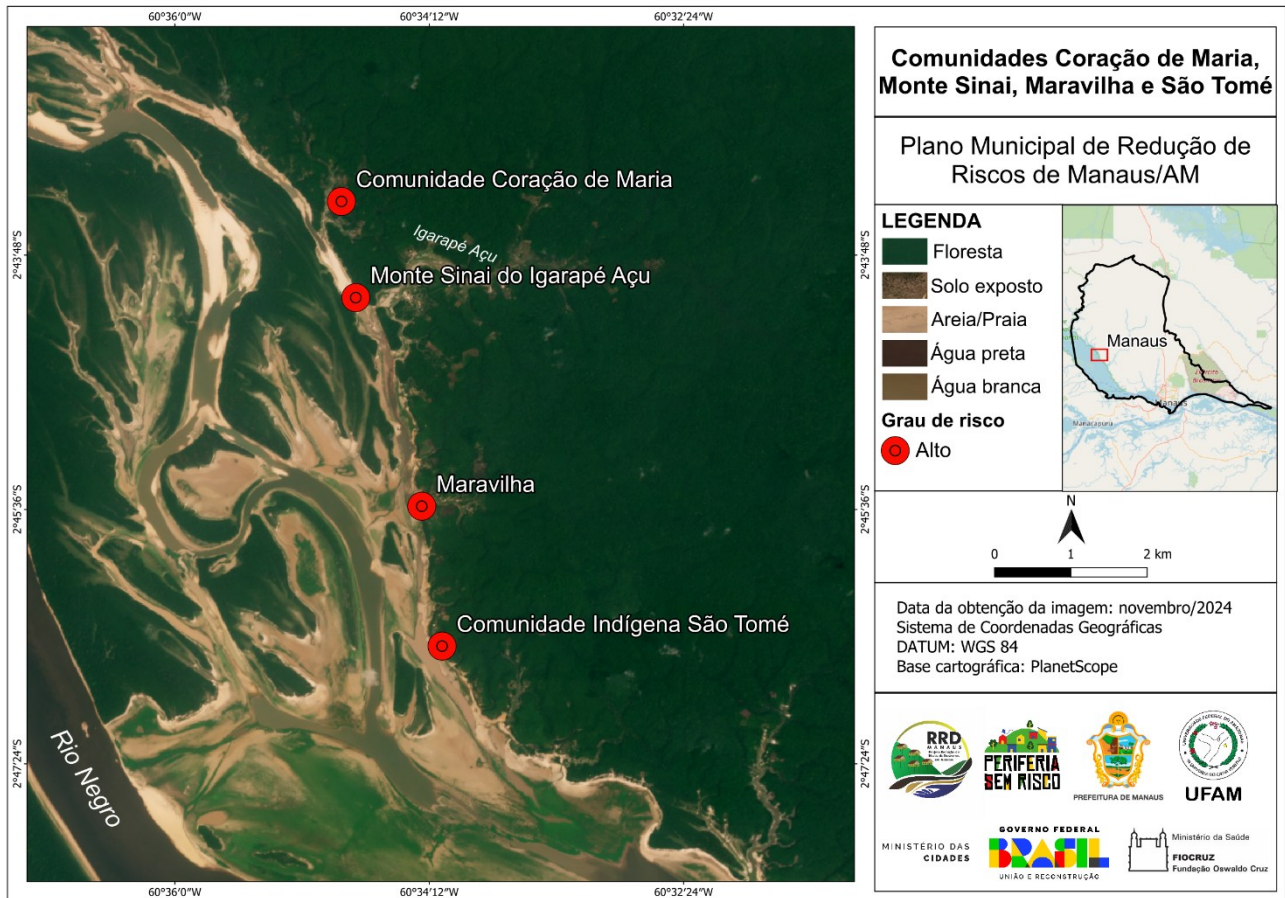 60°36'0"W
60°34'12"W
60°32'24"W
2°43'48"S
2°45'36"S
2°47'24"S
Comunidade Coração de Maria
Igarapé Açu
Monte Sinai do Igarapé Açu
Maravilha
Comunidade Indígena São Tomé
Rio Negro
2°43'48"S
2°45'36"S
2°47'24"S
60°36'0"W
60°34'12"W
60°32'24"W
Comunidades Coração de Maria,
Monte Sinai, Maravilha e São Tomé
Plano Municipal de Redução de
Riscos de Manaus/AM
LEGENDA
Floresta
Solo exposto
Areia/Praia
Água preta
Água branca
Grau de risco
Alto
Manaus
Manaus
Manacapuru
N
0 1 2 km
Data da obtenção da imagem: novembro/2024
Sistema de Coordenadas Geográficas
DATUM: WGS 84
Base cartográfica: PlanetScope
RRD
MANAUS
PERIFERIA
SEM RISCO
PREFEITURA DE MANAUS
UFAM
MINISTÉRIO DAS
CIDADES
GOVERNO FEDERAL
BRASIL
UNIÃO E RECONSTRUÇÃO
Ministério da Saúde
FIOCRUZ
Fundação Oswaldo Cruz